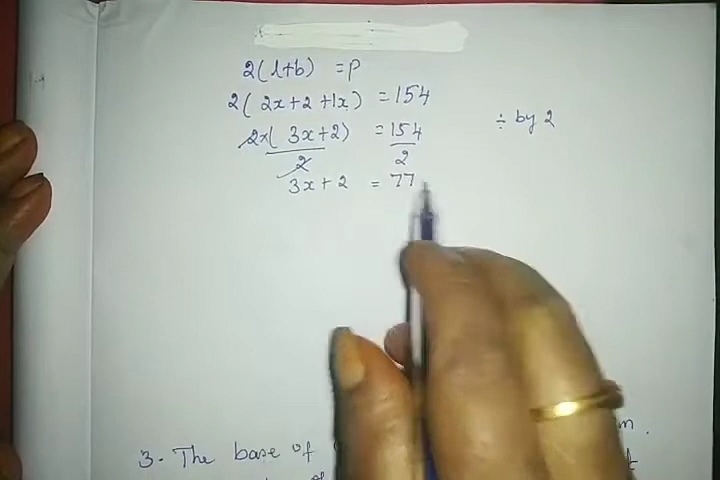 2(l+b) = P
2(2x+2+1x) = 154
2x(3x+2) = 154 ÷ by 2
2 2
3x+2 = 77
3. The base of